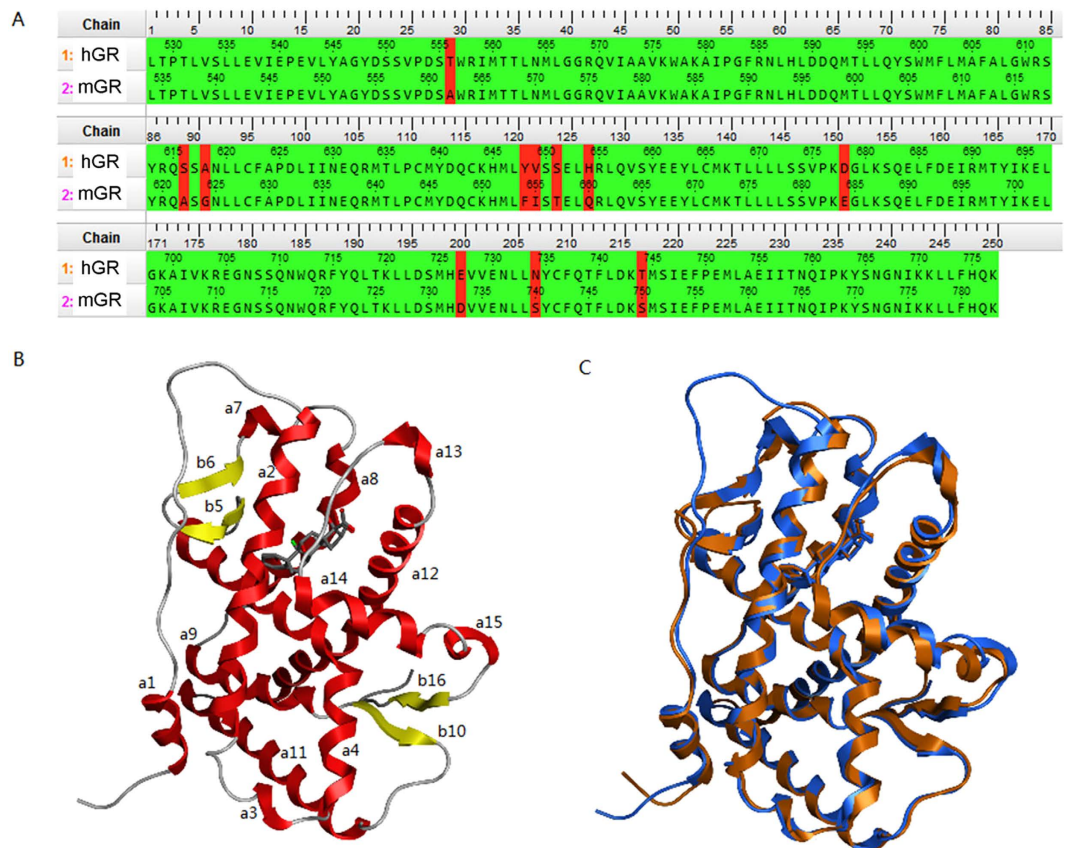 A
Chain 1 5 10 15 20 25 30 35 40 45 50 55 60 65 70 75 80 85
530 535 540 545 550 555 560 565 570 575 580 585 590 595 600 605 610
1: hGR LTPTLVSLLEVIEPEVLYAGYDSSVPDSTWRIMTTLNMLGGRQVIAAVKWAKAIPGFRNLHLDDQMTLLQYSWMFLMAFALGWRS
535 540 545 550 555 560 565 570 575 580 585 590 595 600 605 610 615
2: mGR LTPTLVSLLEVIEPEVLYAGYDSSVPDSAWRIMTTLNMLGGRQVIAAVKWAKAIPGFRNLHLDDQMTLLQYSWMFLMAFALGWRS
Chain 86 90 95 100 105 110 115 120 125 130 135 140 145 150 155 160 165 170
615 620 625 630 635 640 645 650 655 660 665 670 675 680 685 690 695
1: hGR YRQSSANLLCFAPDLIINEQRMTLPCMYDQCKHMLYVSSELHRLQVSYEEYLCMKTLLLLSSVPKDGLKSQELFDEIRMTYIKEL
620 625 630 635 640 645 650 655 660 665 670 675 680 685 690 695 700
2: mGR YRQASGNLLCFAPDLIINEQRMTLPCMYDQCKHMLFISTELQRLQVSYEEYLCMKTLLLLSSVPKEGLKSQELFDEIRMTYIKEL
Chain 171 175 180 185 190 195 200 205 210 215 220 225 230 235 240 245 250
700 705 710 715 720 725 730 735 740 745 750 755 760 765 770 775
1: hGR GKAIVKREGNSSQNWQRFYQLTKLLDSMHEVVENLLNYCFQTFLDKTMSIEFPEMLAEIITNQIPKYSNGNIKKLLFHQK
705 710 715 720 725 730 735 740 745 750 755 760 765 770 775 780
2: mGR GKAIVKREGNSSQNWQRFYQLTKLLDSMHDVVENLLSYCFQTFLDKSMSIEFPEMLAEIITNQIPKYSNGNIKKLLFHQK
B
C
a7
a13
b6
a2
a8
b5
a14
a12
a9
a15
a1
b16
b10
a11
a4
a3